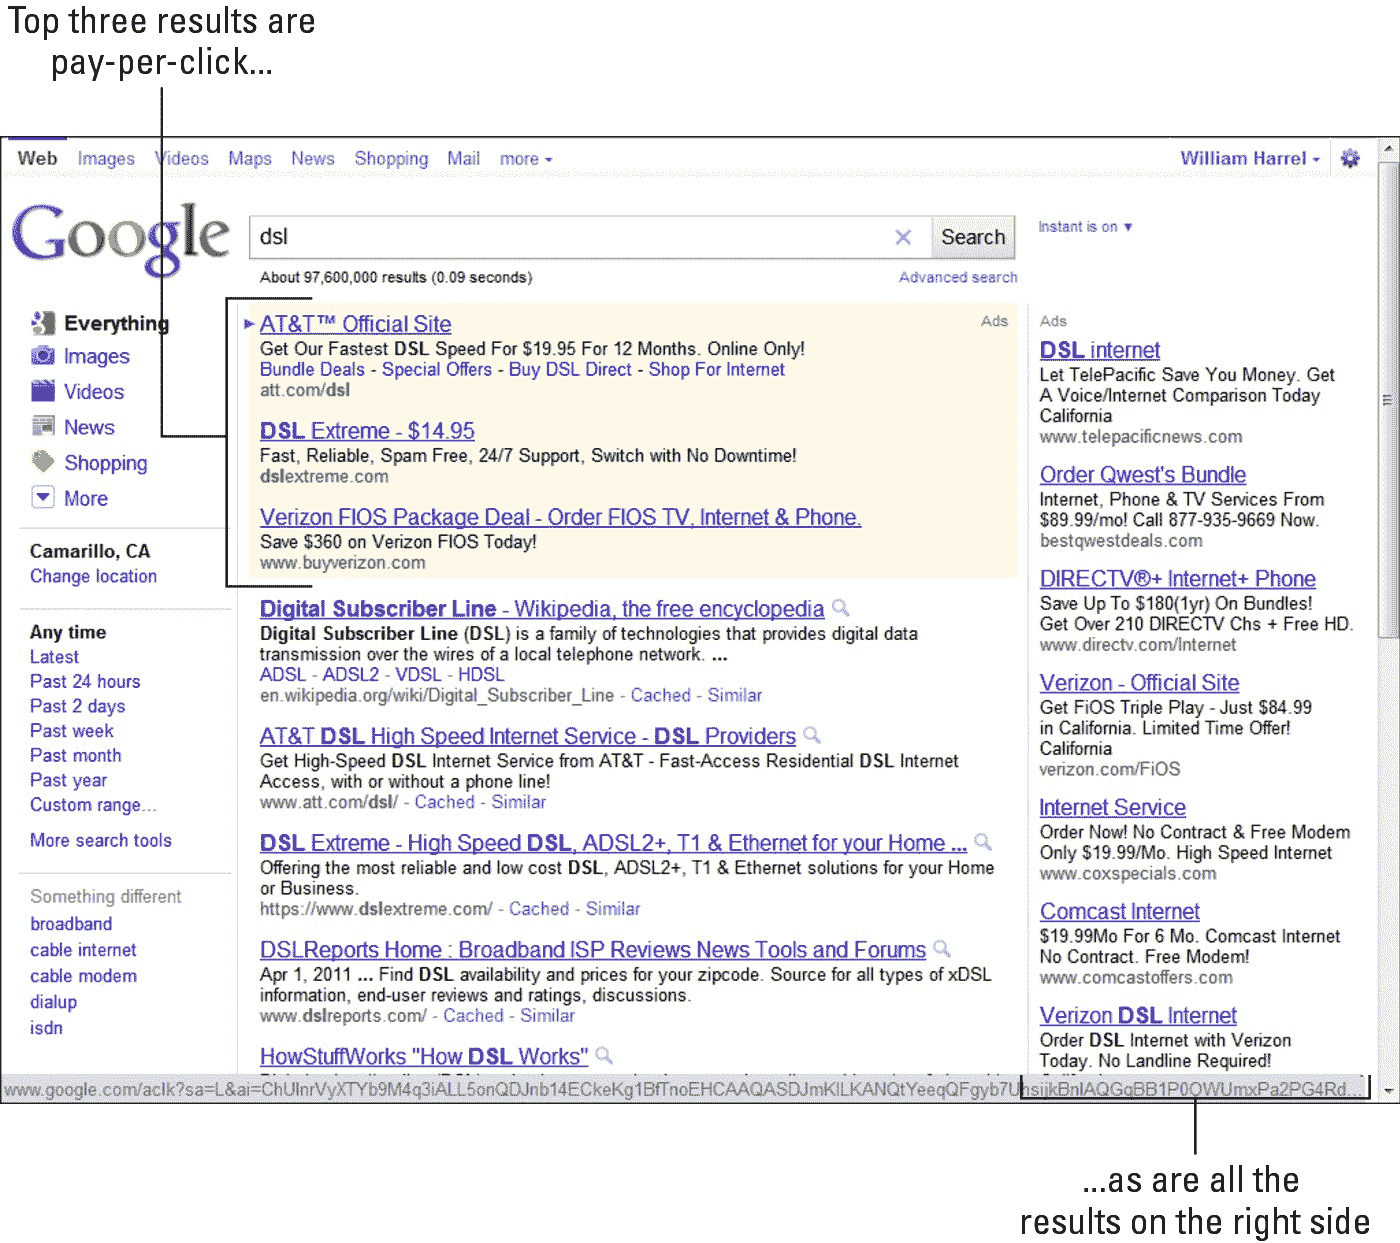 Top three results are
pay-per-click...
Web Images Videos Maps News Shopping Mail more
William Harrel
Google
dsl
Search
Instant is on
About 97,600,000 results (0.09 seconds)
Advanced search
Everything
Images
Videos
News
Shopping
More
Camarillo, CA
Change location
Any time
Latest
Past 24 hours
Past 2 days
Past week
Past month
Past year
Custom range...
More search tools
Something different
broadband
cable internet
cable modem
dialup
isdn
AT&T™ Official Site
Ads
Get Our Fastest DSL Speed For $19.95 For 12 Months. Online Only!
Bundle Deals - Special Offers - Buy DSL Direct - Shop For Internet
att.com/dsl
DSL Extreme - $14.95
Fast, Reliable, Spam Free, 24/7 Support, Switch with No Downtime!
dslextreme.com
Verizon FIOS Package Deal - Order FIOS TV, Internet & Phone.
Save $360 on Verizon FIOS Today!
www.buyverizon.com
Digital Subscriber Line - Wikipedia, the free encyclopedia
Digital Subscriber Line (DSL) is a family of technologies that provides digital data
transmission over the wires of a local telephone network. ...
ADSL - ADSL2 - VDSL - HDSL
en.wikipedia.org/wiki/Digital_Subscriber_Line - Cached - Similar
AT&T DSL High Speed Internet Service - DSL Providers
Get High-Speed DSL Internet Service from AT&T - Fast-Access Residential DSL Internet
Access, with or without a phone line!
www.att.com/dsl/ - Cached - Similar
DSL Extreme - High Speed DSL, ADSL2+, T1 & Ethernet for your Home ...
Offering the most reliable and low cost DSL, ADSL2+, T1 & Ethernet solutions for your Home
or Business.
https://www.dslextreme.com/ - Cached - Similar
DSLReports Home : Broadband ISP Reviews News Tools and Forums
Apr 1, 2011 ... Find DSL availability and prices for your zipcode. Source for all types of xDSL
information, end-user reviews and ratings, discussions.
www.dslreports.com/ - Cached - Similar
HowStuffWorks "How DSL Works"
Ads
DSL internet
Let TelePacific Save You Money. Get
A Voice/Internet Comparison Today
California
www.telepacificnews.com
Order Qwest's Bundle
Internet, Phone & TV Services From
$89.99/mo! Call 877-935-9669 Now.
bestqwestdeals.com
DIRECTV®+ Internet+ Phone
Save Up To $180(1yr) On Bundles!
Get Over 210 DIRECTV Chs + Free HD.
www.directv.com/Internet
Verizon - Official Site
Get FiOS Triple Play - Just $84.99
in California. Limited Time Offer!
California
verizon.com/FiOS
Internet Service
Order Now! No Contract & Free Modem
Only $19.99/Mo. High Speed Internet
www.coxspecials.com
Comcast Internet
$19.99Mo For 6 Mo. Comcast Internet
No Contract. Free Modem!
www.comcastoffers.com
Verizon DSL Internet
Order DSL Internet with Verizon
Today. No Landline Required!
...as are all the
results on the right side